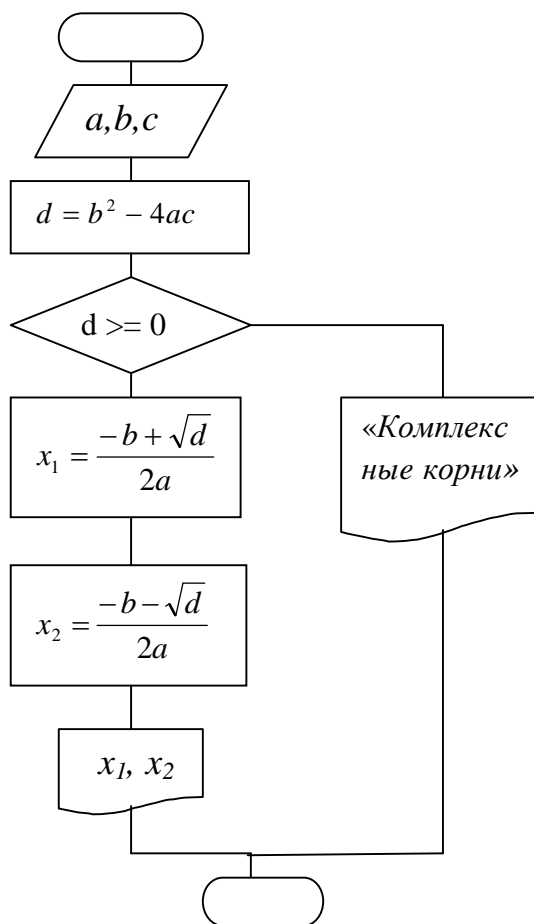 a,b,c
d = b² − 4ac
d >= 0
x₁ = (−b + √d) / 2a
«Комплекс
ные корни»
x₂ = (−b − √d) / 2a
x₁, x₂